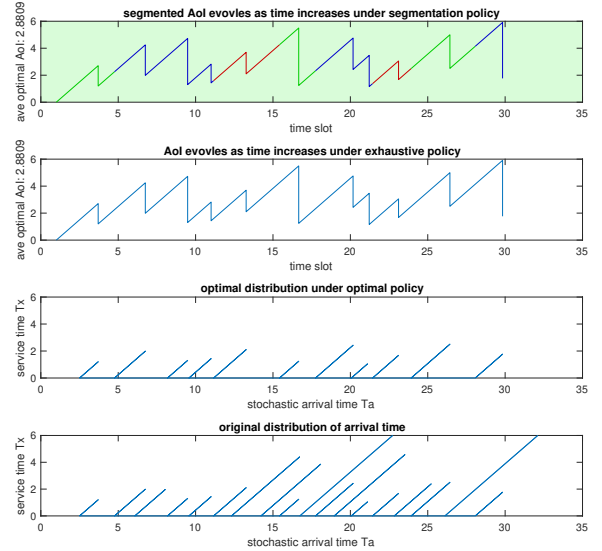 segmented AoI evovles as time increases under segmentation policy
ave optimal AoI: 2.8809
6
4
2
0
0 5 10 15 20 25 30 35
time slot
AoI evovles as time increases under exhaustive policy
ave optimal AoI: 2.8809
6
4
2
0
0 5 10 15 20 25 30 35
time slot
optimal distribution under optimal policy
service time Tx
6
4
2
0
0 5 10 15 20 25 30 35
stochastic arrival time Ta
original distribution of arrival time
service time Tx
6
4
2
0
0 5 10 15 20 25 30 35
stochastic arrival time Ta